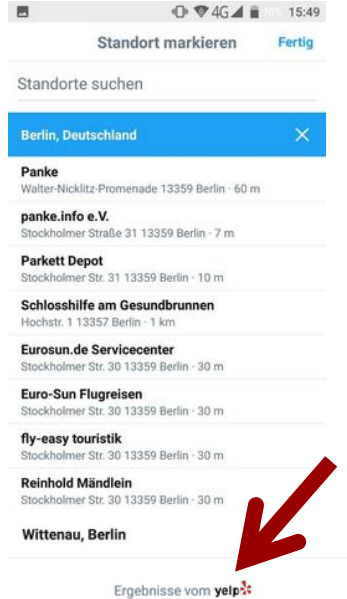 4G 15:49
Standort markieren Fertig
Standorte suchen
Berlin, Deutschland
Panke
Walter-Nicklitz-Promenade 13359 Berlin · 60 m
panke.info e.V.
Stockholmer Straße 31 13359 Berlin · 7 m
Parkett Depot
Stockholmer Str. 31 13359 Berlin · 10 m
Schlosshilfe am Gesundbrunnen
Hochstr. 1 13357 Berlin · 1 km
Eurosun.de Servicecenter
Stockholmer Str. 30 13359 Berlin · 30 m
Euro-Sun Flugreisen
Stockholmer Str. 30 13359 Berlin · 30 m
fly-easy touristik
Stockholmer Str. 30 13359 Berlin · 30 m
Reinhold Mändlein
Stockholmer Str. 30 13359 Berlin · 30 m
Wittenau, Berlin
Ergebnisse vom yelp